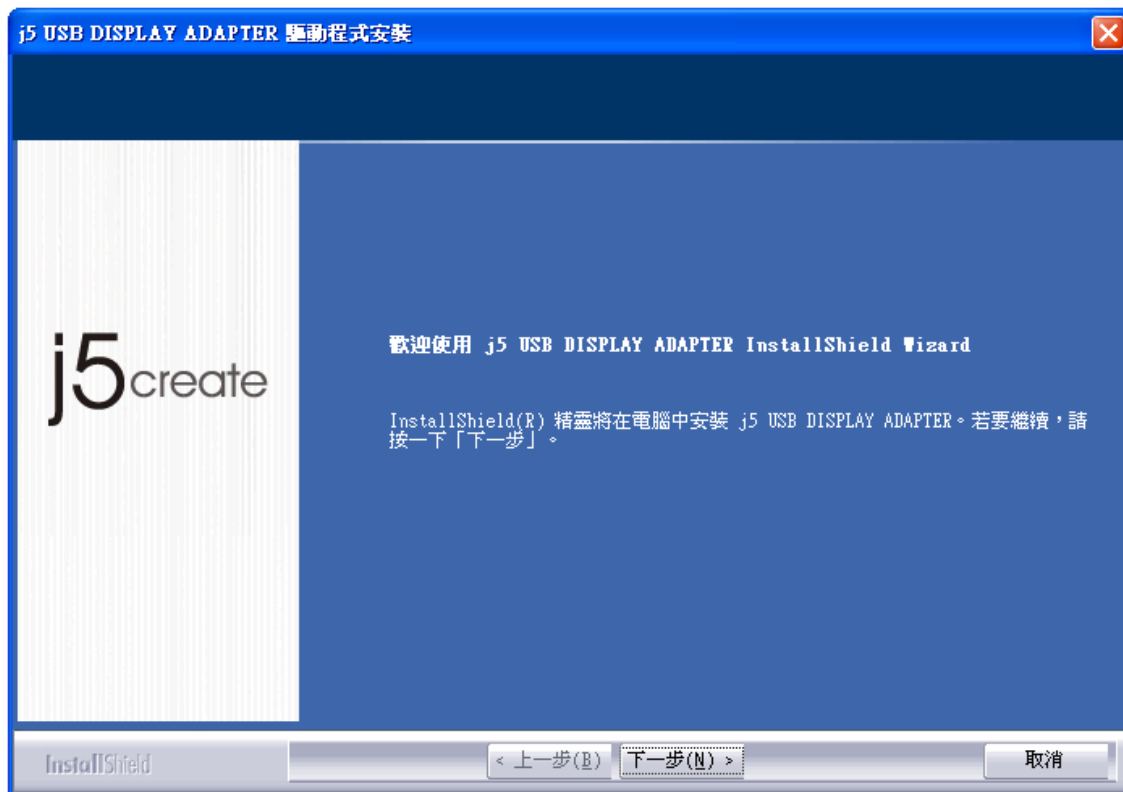 j5 USB DISPLAY ADAPTER 驅動程式安裝
j5create
歡迎使用 j5 USB DISPLAY ADAPTER InstallShield Wizard
InstallShield(R) 精靈將在電腦中安裝 j5 USB DISPLAY ADAPTER。若要繼續，請
按一下「下一步」。
InstallShield
< 上一步(B)
下一步(N) >
取消